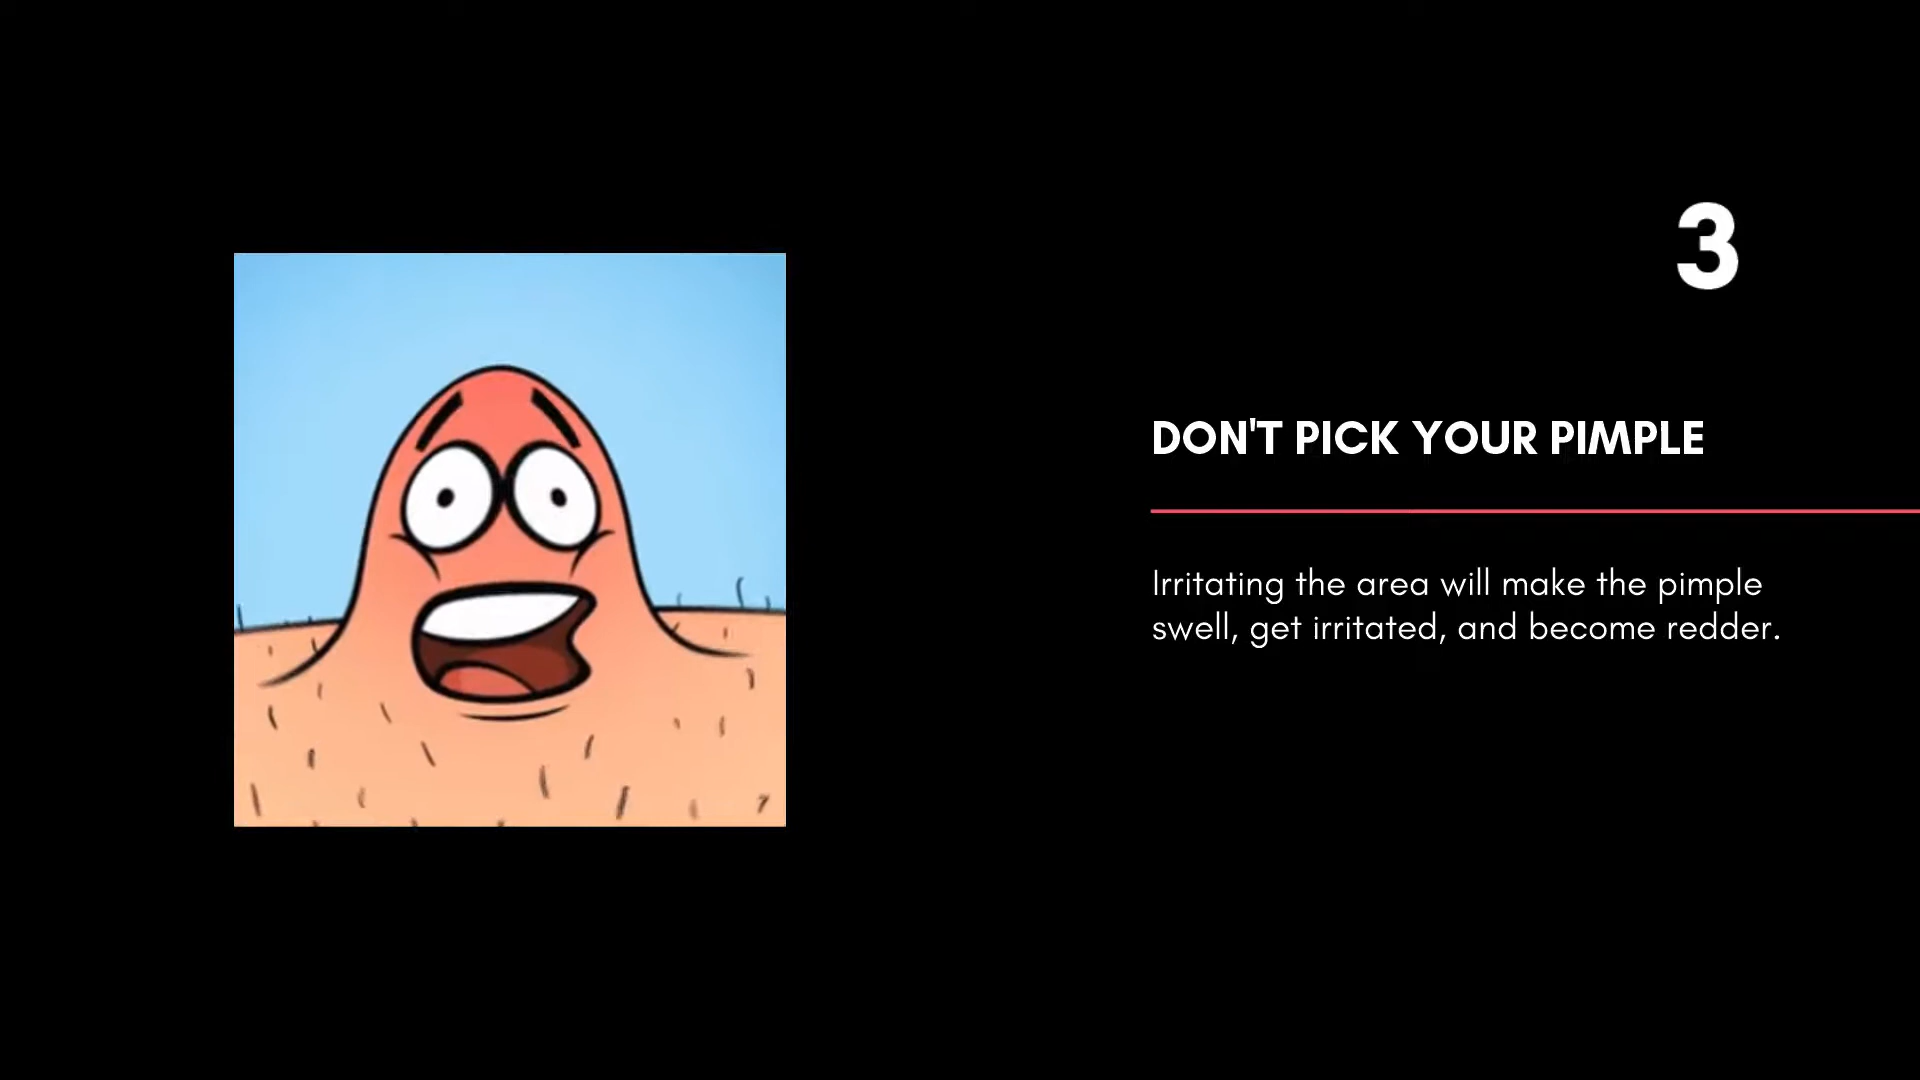 3
DON'T PICK YOUR PIMPLE
Irritating the area will make the pimple
swell, get irritated, and become redder.